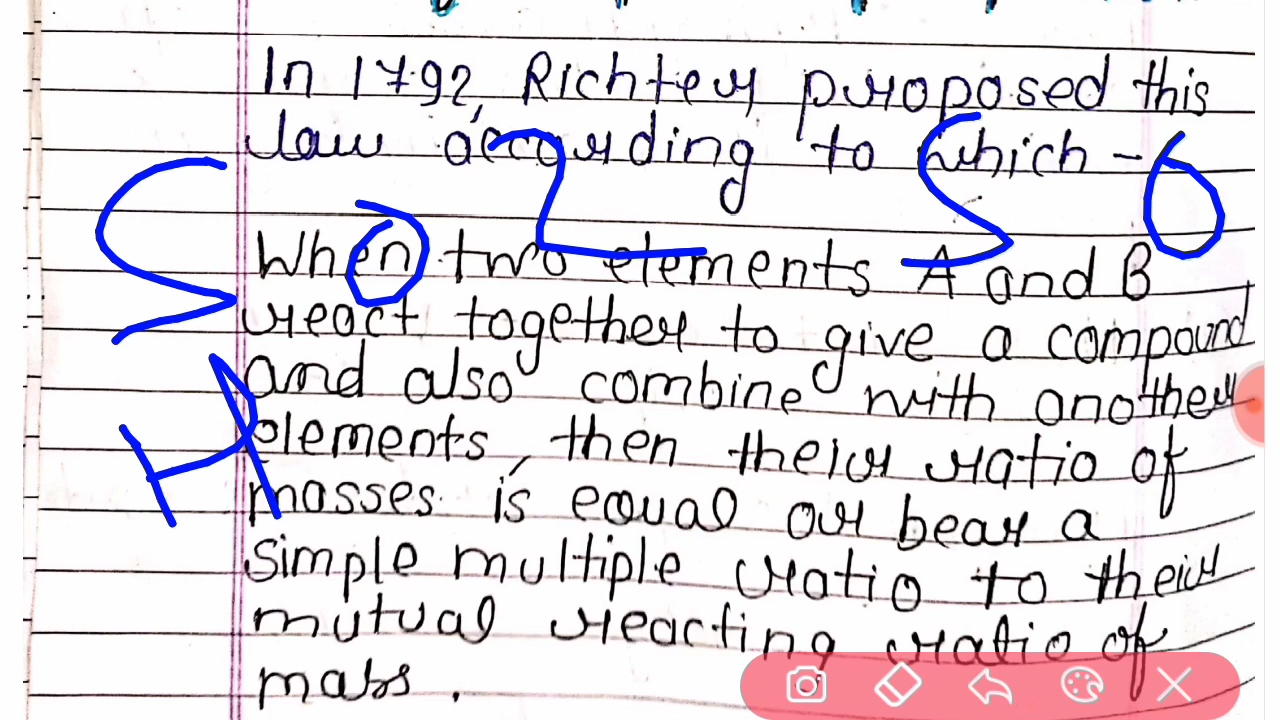 In 1792, Richter proposed this
law according to which -
When two elements A and B
react together to give a compound
and also combine with another
elements, then their ratio of
masses is equal or bear a
simple multiple ratio to their
mutual reacting ratio of
mass.